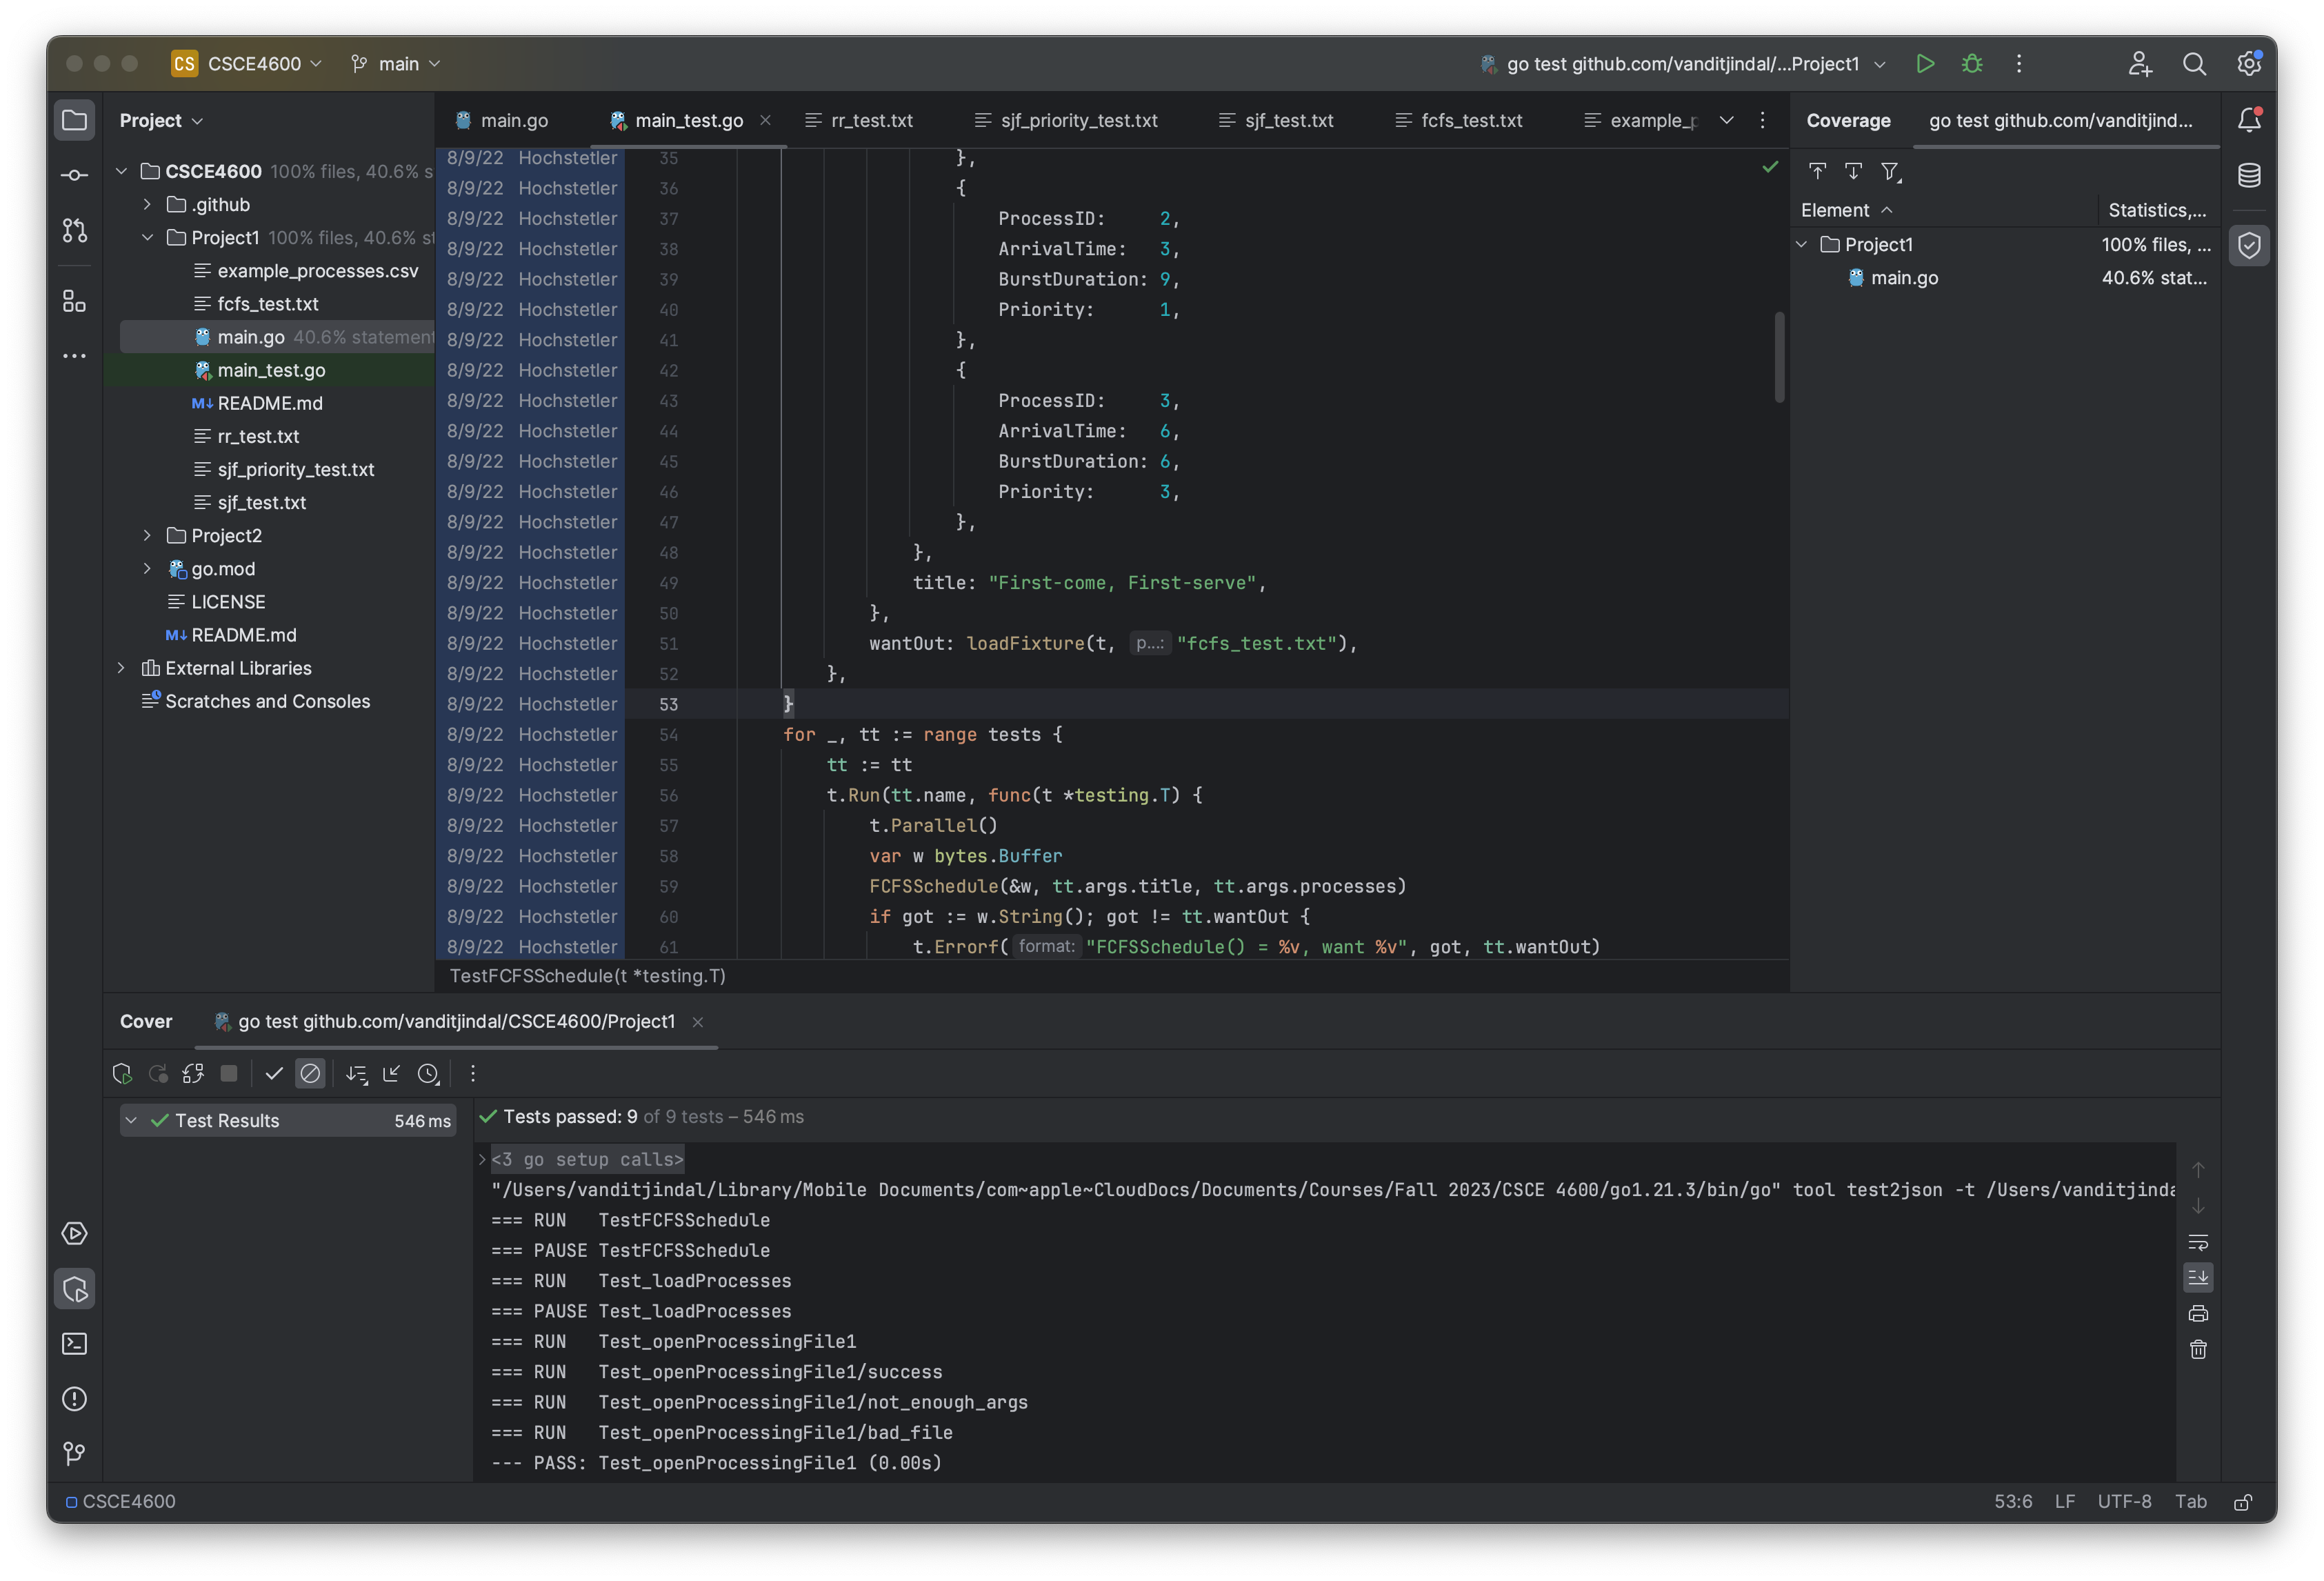 CS CSCE4600 main
go test github.com/vanditjindal/...Project1
Project
CSCE4600 100% files, 40.6% s
.github
Project1 100% files, 40.6% st
example_processes.csv
fcfs_test.txt
main.go 40.6% statement
main_test.go
M↓ README.md
rr_test.txt
sjf_priority_test.txt
sjf_test.txt
Project2
go.mod
LICENSE
M↓ README.md
External Libraries
Scratches and Consoles
main.go main_test.go rr_test.txt sjf_priority_test.txt sjf_test.txt fcfs_test.txt example_p
8/9/22 Hochstetler 35 },
8/9/22 Hochstetler 36 {
8/9/22 Hochstetler 37 ProcessID: 2,
8/9/22 Hochstetler 38 ArrivalTime: 3,
8/9/22 Hochstetler 39 BurstDuration: 9,
8/9/22 Hochstetler 40 Priority: 1,
8/9/22 Hochstetler 41 },
8/9/22 Hochstetler 42 {
8/9/22 Hochstetler 43 ProcessID: 3,
8/9/22 Hochstetler 44 ArrivalTime: 6,
8/9/22 Hochstetler 45 BurstDuration: 6,
8/9/22 Hochstetler 46 Priority: 3,
8/9/22 Hochstetler 47 },
8/9/22 Hochstetler 48 },
8/9/22 Hochstetler 49 title: "First-come, First-serve",
8/9/22 Hochstetler 50 },
8/9/22 Hochstetler 51 wantOut: loadFixture(t, p...: "fcfs_test.txt"),
8/9/22 Hochstetler 52 },
8/9/22 Hochstetler 53 }
8/9/22 Hochstetler 54 for _, tt := range tests {
8/9/22 Hochstetler 55 tt := tt
8/9/22 Hochstetler 56 t.Run(tt.name, func(t *testing.T) {
8/9/22 Hochstetler 57 t.Parallel()
8/9/22 Hochstetler 58 var w bytes.Buffer
8/9/22 Hochstetler 59 FCFSSchedule(&w, tt.args.title, tt.args.processes)
8/9/22 Hochstetler 60 if got := w.String(); got != tt.wantOut {
8/9/22 Hochstetler 61 t.Errorf( format: "FCFSSchedule() = %v, want %v", got, tt.wantOut)
TestFCFSSchedule(t *testing.T)
Coverage go test github.com/vanditjind...
Element Statistics,...
Project1 100% files, ...
main.go 40.6% stat...
Cover go test github.com/vanditjindal/CSCE4600/Project1
Test Results 546 ms
Tests passed: 9 of 9 tests – 546 ms
<3 go setup calls>
"/Users/vanditjindal/Library/Mobile Documents/com~apple~CloudDocs/Documents/Courses/Fall 2023/CSCE 4600/go1.21.3/bin/go" tool test2json -t /Users/vanditjinda
=== RUN TestFCFSSchedule
=== PAUSE TestFCFSSchedule
=== RUN Test_loadProcesses
=== PAUSE Test_loadProcesses
=== RUN Test_openProcessingFile1
=== RUN Test_openProcessingFile1/success
=== RUN Test_openProcessingFile1/not_enough_args
=== RUN Test_openProcessingFile1/bad_file
--- PASS: Test_openProcessingFile1 (0.00s)
CSCE4600
53:6 LF UTF-8 Tab